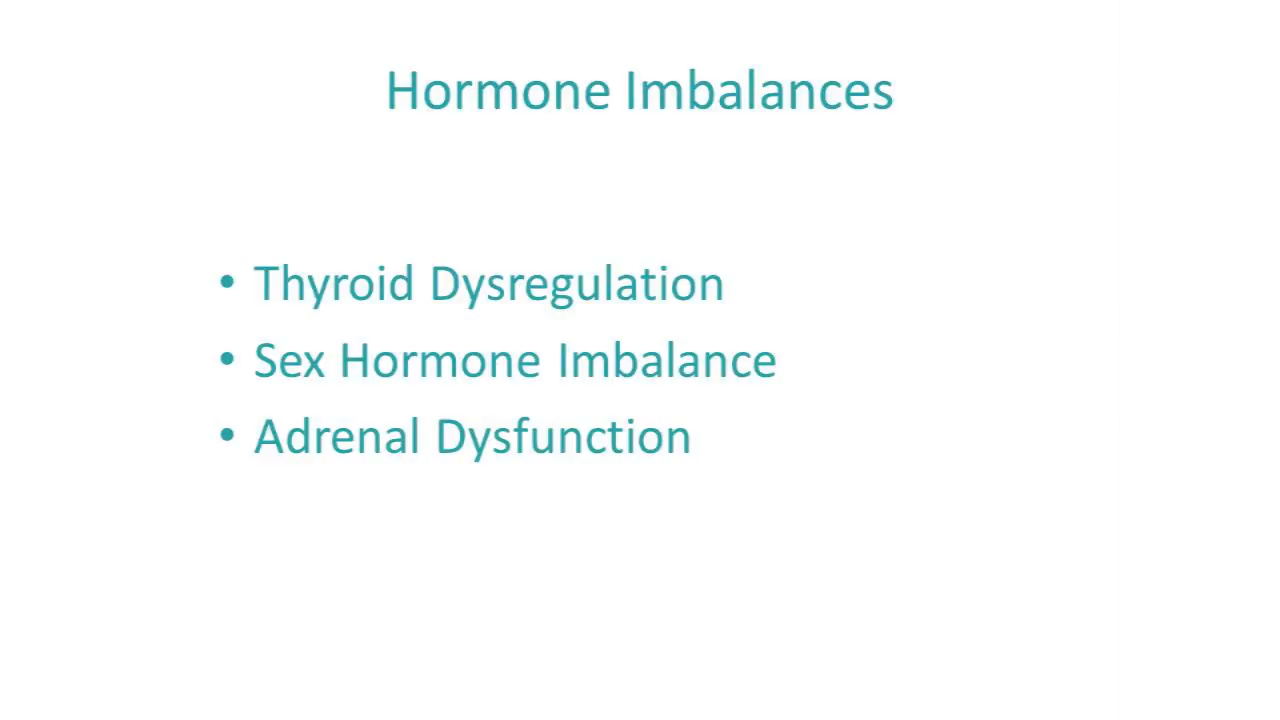 Hormone Imbalances
• Thyroid Dysregulation
• Sex Hormone Imbalance
• Adrenal Dysfunction